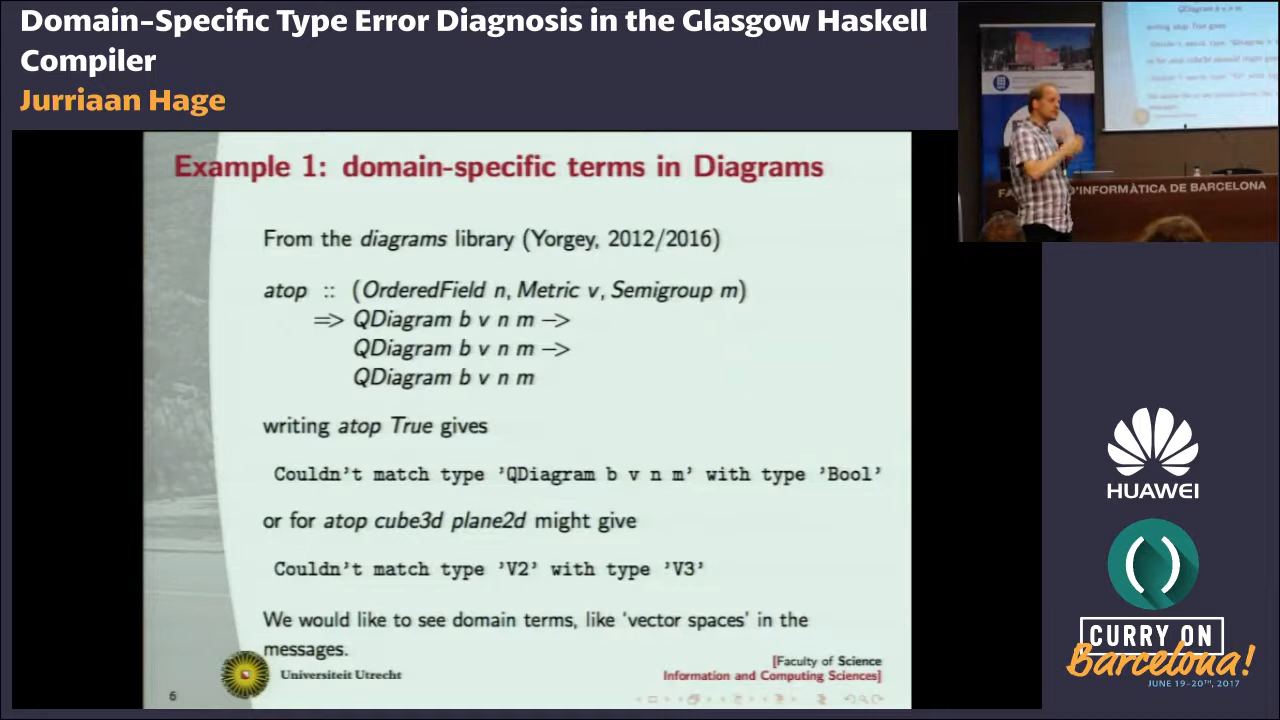 Domain-Specific Type Error Diagnosis in the Glasgow Haskell
Compiler
Jurriaan Hage
Example 1: domain-specific terms in Diagrams
From the diagrams library (Yorgey, 2012/2016)
atop :: (OrderedField n, Metric v, Semigroup m)
=> QDiagram b v n m ->
QDiagram b v n m ->
QDiagram b v n m
writing atop True gives
Couldn't match type 'QDiagram b v n m' with type 'Bool'
or for atop cube3d plane2d might give
Couldn't match type 'V2' with type 'V3'
We would like to see domain terms, like 'vector spaces' in the
messages.
Universiteit Utrecht
[Faculty of Science
Information and Computing Sciences]
6
D'INFORMÀTICA DE BARCELONA
HUAWEI
CURRY ON
Barcelona!
JUNE 19-20TH, 2017